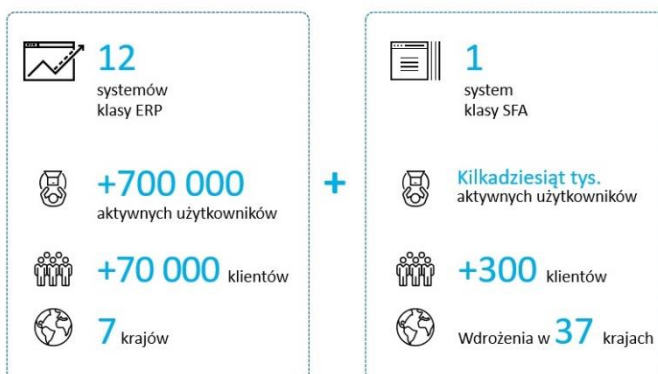 12
systemów
klasy ERP
+700 000
aktywnych użytkowników
+70 000 klientów
7 krajów
+
1
system
klasy SFA
Kilkadziesiąt tys.
aktywnych użytkowników
+300 klientów
Wdrożenia w 37 krajach